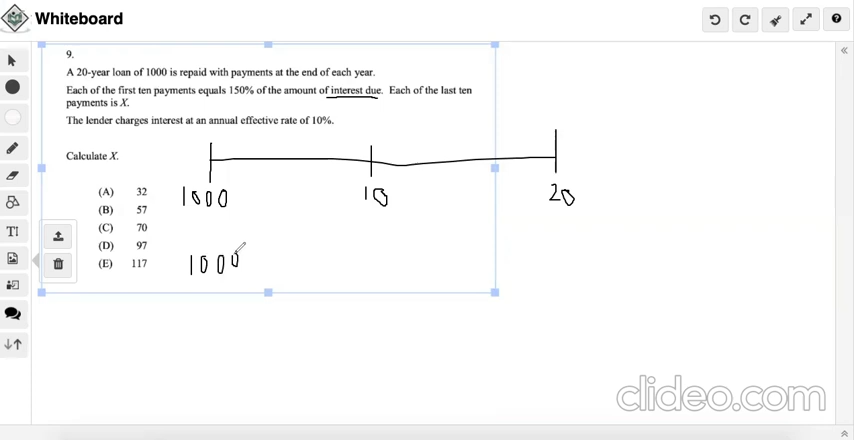 Whiteboard
9.
A 20-year loan of 1000 is repaid with payments at the end of each year.
Each of the first ten payments equals 150% of the amount of interest due. Each of the last ten
payments is X.
The lender charges interest at an annual effective rate of 10%.
Calculate X.
1000
10
20
(A) 32
(B) 57
(C) 70
(D) 97
(E) 117
1000
TI
clideo.com